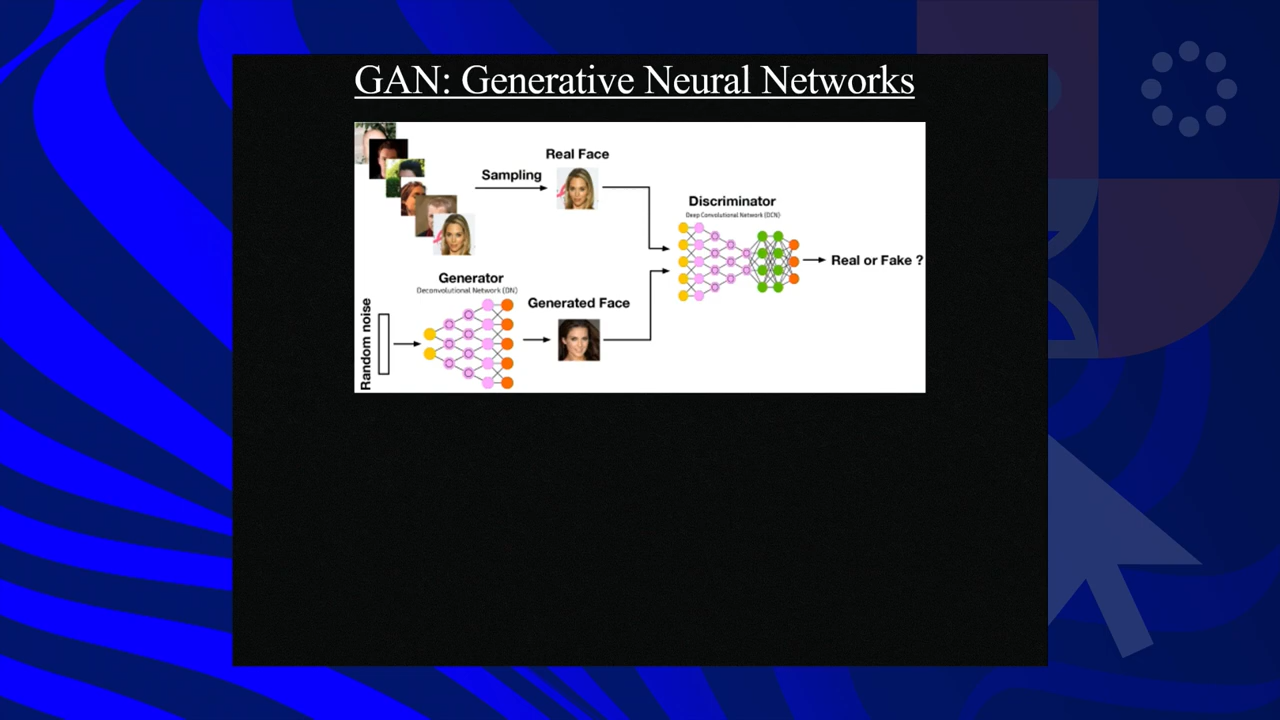 GAN: Generative Neural Networks
Real Face
Sampling
Discriminator
Deep Convolutional Network (DCN)
Real or Fake ?
Generator
Deconvolutional Network (DN)
Generated Face
Random noise